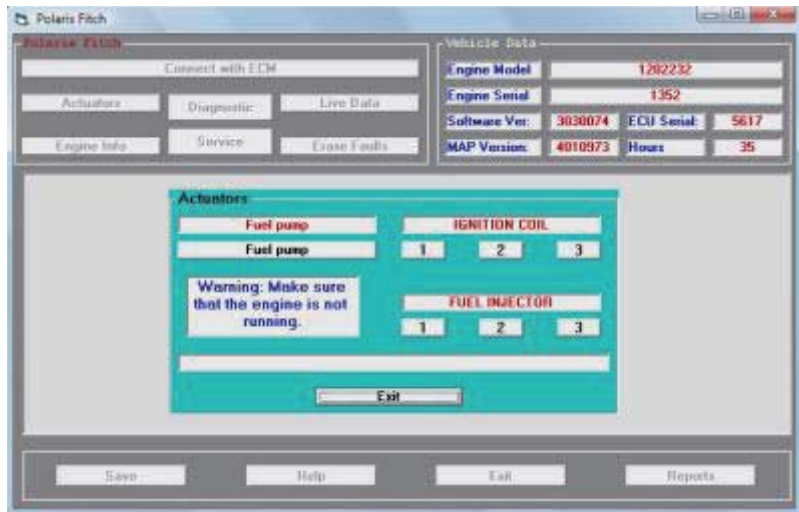 Polaris Fitch
Polaris Fitch
Connect with ECM
Actuators
Diagnostic
Live Data
Engine Info
Service
Erase Faults
Vehicle Data
Engine Model
1202232
Engine Serial
1352
Software Ver:
3030074
ECU Serial:
5617
MAP Version:
4010973
Hours
35
Actuators
Fuel pump
Fuel pump
Warning: Make sure
that the engine is not
running.
IGNITION COIL
1 2 3
FUEL INJECTOR
1 2 3
Exit
Save
Help
Exit
Reports